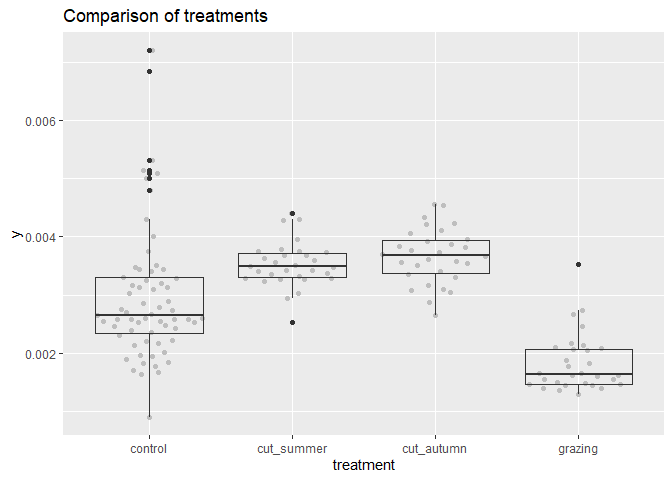 Comparison of treatments
y
0.006
0.004
0.002
control cut_summer cut_autumn grazing
treatment